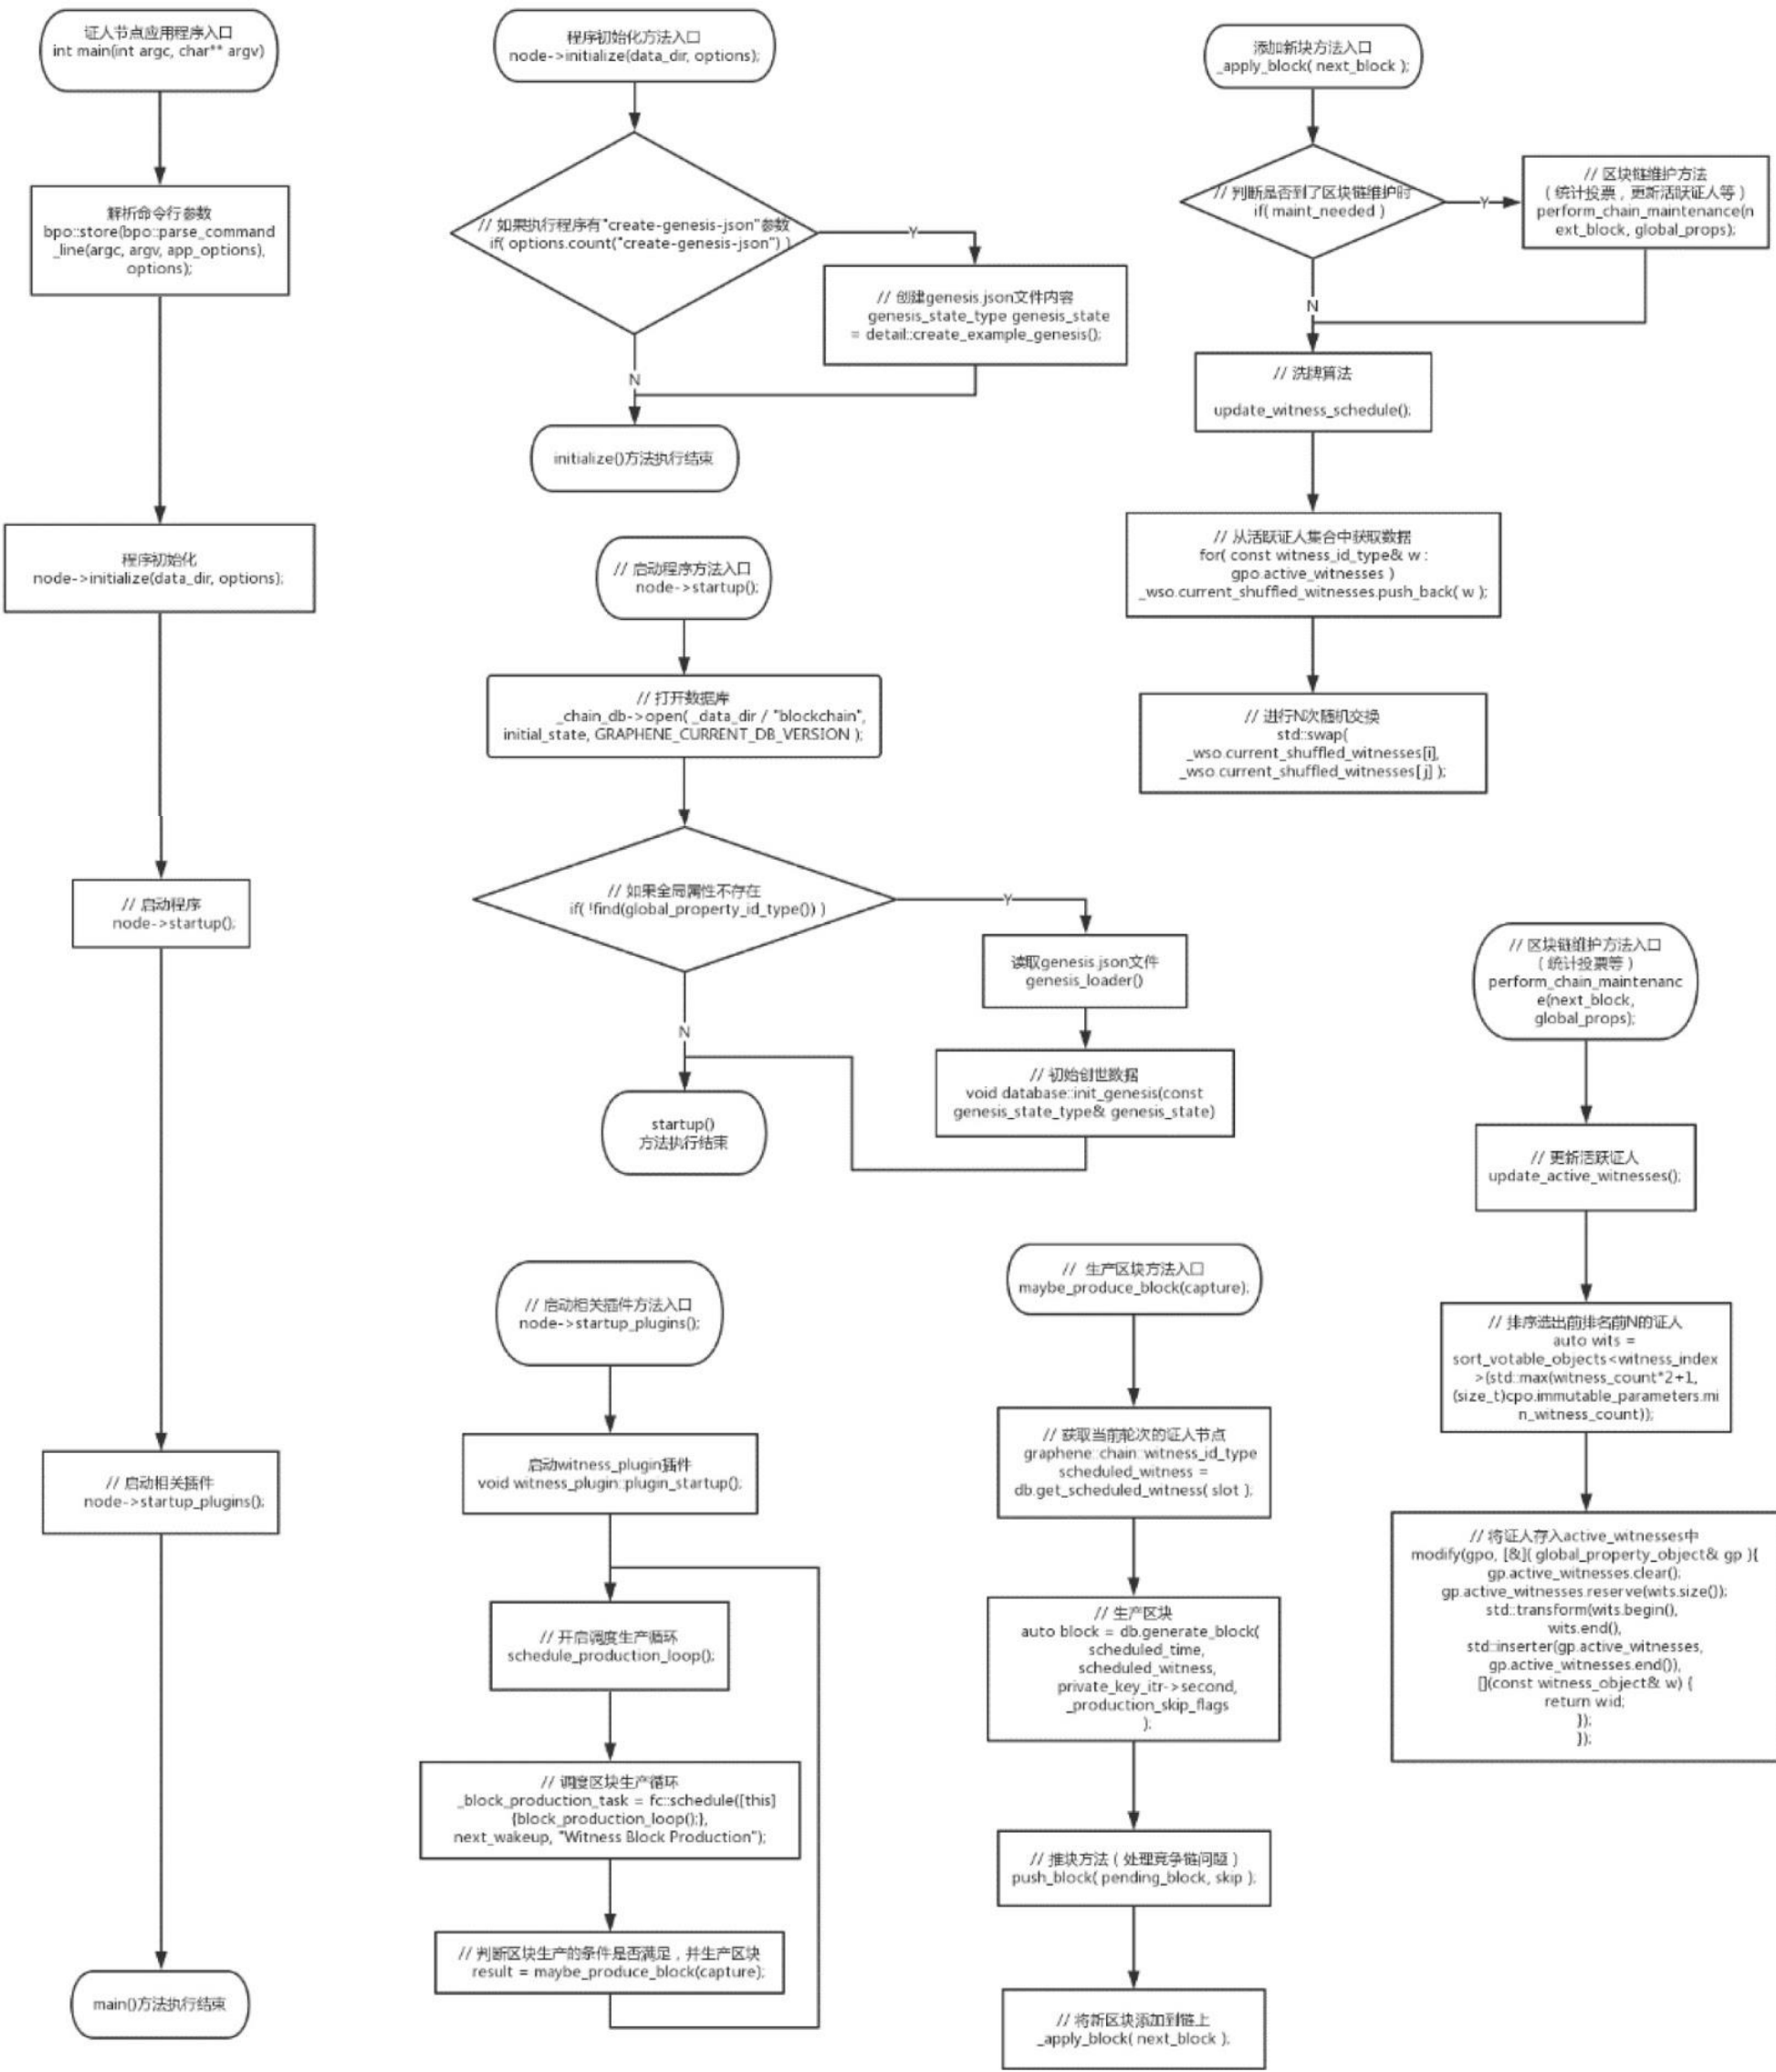 证人节点应用程序入口
int main(int argc, char** argv)
解析命令行参数
bpo::store(bpo::parse_command
_line(argc, argv, app_options),
options);
程序初始化
node->initialize(data_dir, options);
// 启动程序
node->startup();
// 启动相关插件
node->startup_plugins();
main()方法执行结束
程序初始化方法入口
node->initialize(data_dir, options);
// 如果执行程序有"create-genesis-json"参数
if( options.count("create-genesis-json") )
Y
// 创建genesis.json文件内容
genesis_state_type genesis_state
= detail::create_example_genesis();
N
initialize()方法执行结束
// 启动程序方法入口
node->startup();
// 打开数据库
_chain_db->open( _data_dir / "blockchain",
initial_state, GRAPHENE_CURRENT_DB_VERSION );
// 如果全局属性不存在
if( !find(global_property_id_type()) )
Y
读取genesis.json文件
genesis_loader()
// 初始创世数据
void database::init_genesis(const
genesis_state_type& genesis_state)
N
startup()
方法执行结束
// 启动相关插件方法入口
node->startup_plugins();
启动witness_plugin插件
void witness_plugin::plugin_startup();
// 开启调度生产循环
schedule_production_loop();
// 调度区块生产循环
_block_production_task = fc::schedule([this]
{block_production_loop();},
next_wakeup, "Witness Block Production");
// 判断区块生产的条件是否满足，并生产区块
result = maybe_produce_block(capture);
添加新块方法入口
_apply_block( next_block );
// 判断是否到了区块链维护时
if( maint_needed )
Y
// 区块链维护方法
（统计投票，更新活跃证人等）
perform_chain_maintenance(n
ext_block, global_props);
N
// 洗牌算法
update_witness_schedule();
// 从活跃证人集合中获取数据
for( const witness_id_type& w :
gpo.active_witnesses )
_wso.current_shuffled_witnesses.push_back( w );
// 进行N次随机交换
std::swap(
_wso.current_shuffled_witnesses[i],
_wso.current_shuffled_witnesses[j] );
// 生产区块方法入口
maybe_produce_block(capture);
// 获取当前轮次的证人节点
graphene::chain::witness_id_type
scheduled_witness =
db.get_scheduled_witness( slot );
// 生产区块
auto block = db.generate_block(
scheduled_time,
scheduled_witness,
private_key_itr->second,
_production_skip_flags
);
// 推块方法（处理竞争链问题）
push_block( pending_block, skip );
// 将新区块添加到链上
_apply_block( next_block );
// 区块链维护方法入口
（统计投票等）
perform_chain_maintenanc
e(next_block,
global_props);
// 更新活跃证人
update_active_witnesses();
// 排序选出前排名前N的证人
auto wits =
sort_votable_objects<witness_index
>(std::max(witness_count*2+1,
(size_t)cpo.immutable_parameters.mi
n_witness_count));
// 将证人存入active_witnesses中
modify(gpo, [&]( global_property_object& gp ){
gp.active_witnesses.clear();
gp.active_witnesses.reserve(wits.size());
std::transform(wits.begin(),
wits.end(),
std::inserter(gp.active_witnesses,
gp.active_witnesses.end()),
[](const witness_object& w) {
return w.id;
});
});